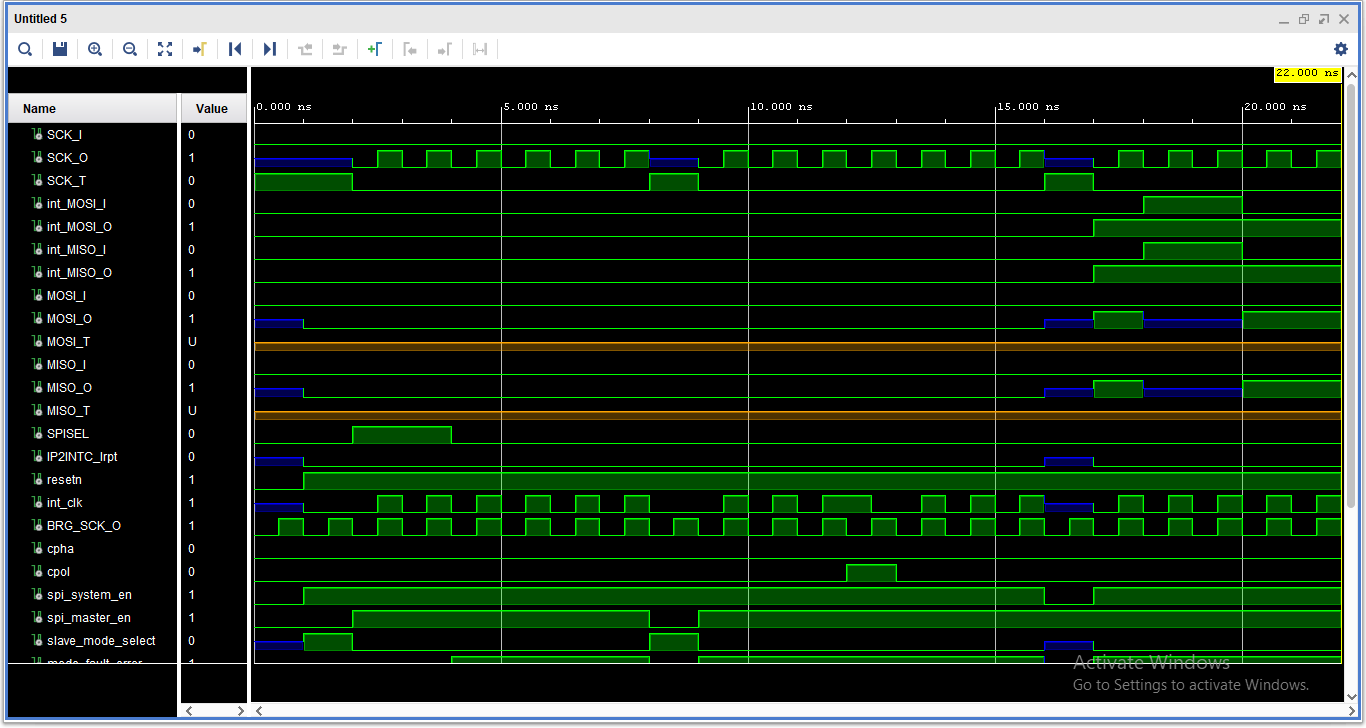 Untitled 5
22.000 ns
Name Value
0.000 ns 5.000 ns 10.000 ns 15.000 ns 20.000 ns
SCK_I 0
SCK_O 1
SCK_T 0
int_MOSI_I 0
int_MOSI_O 1
int_MISO_I 0
int_MISO_O 1
MOSI_I 0
MOSI_O 1
MOSI_T U
MISO_I 0
MISO_O 1
MISO_T U
SPISEL 0
IP2INTC_Irpt 0
resetn 1
int_clk 1
BRG_SCK_O 1
cpha 0
cpol 0
spi_system_en 1
spi_master_en 1
slave_mode_select 0
mode_fault_error 1
Activate Windows
Go to Settings to activate Windows.